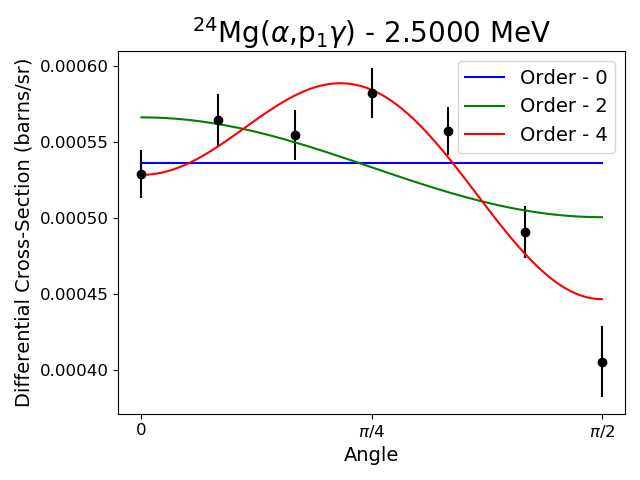 ²⁴Mg(α,p₁γ) - 2.5000 MeV
Order - 0
Order - 2
Order - 4
Differential Cross-Section (barns/sr)
0.00060
0.00055
0.00050
0.00045
0.00040
0 π/4 π/2
Angle